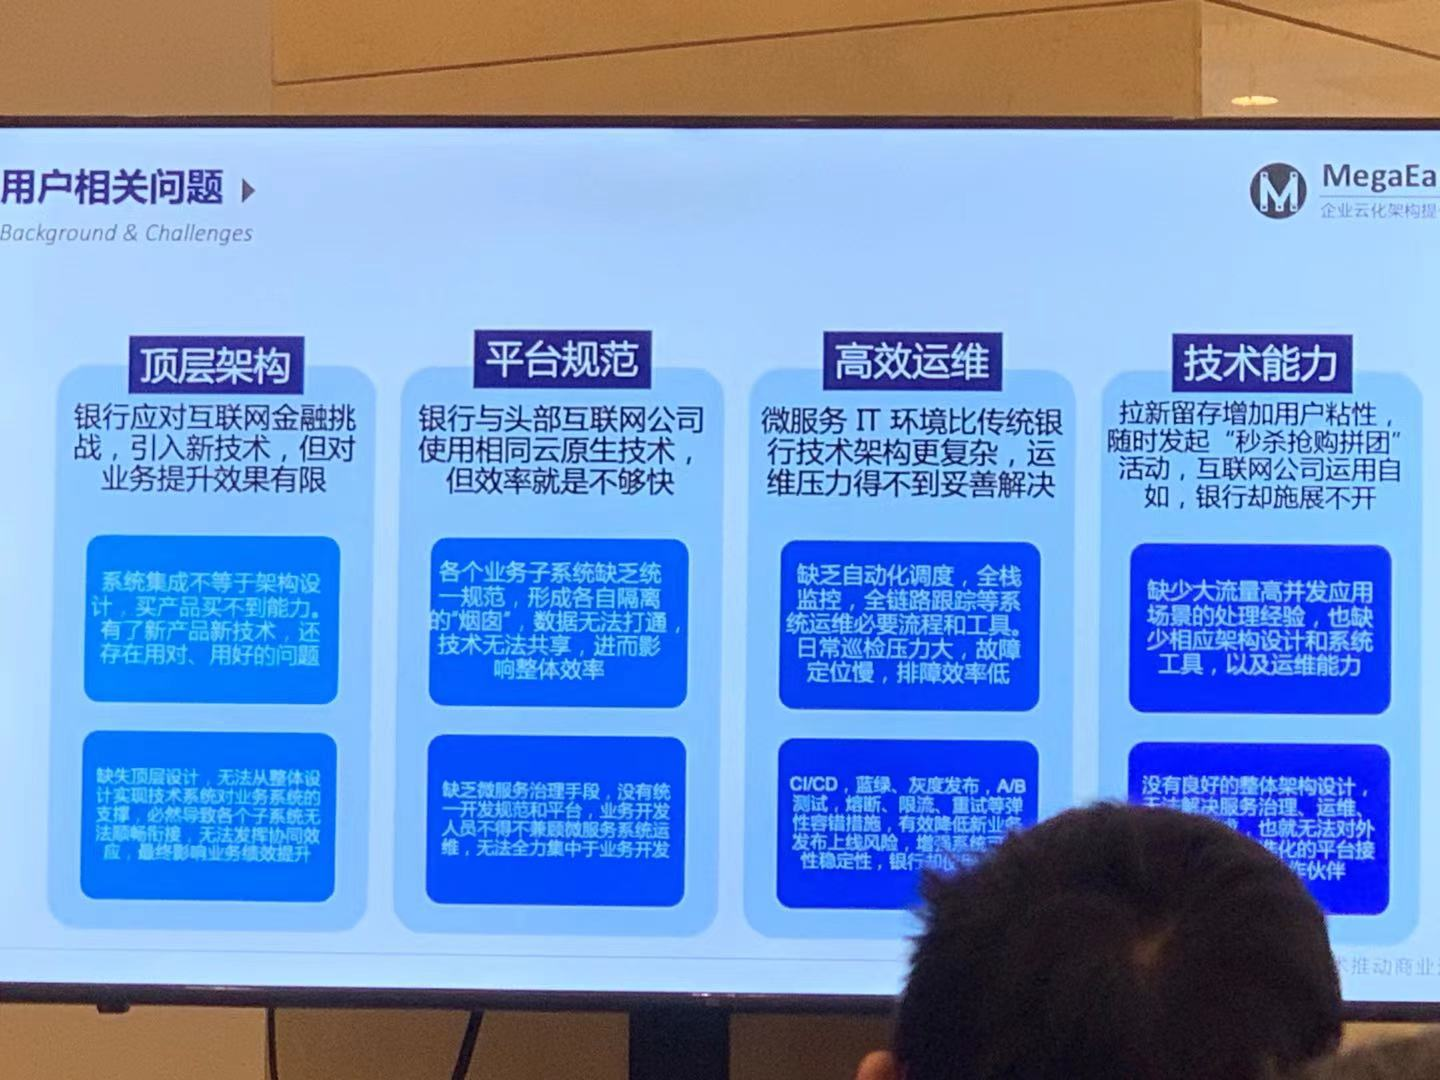 用户相关问题
Background & Challenges
MegaEa
企业云化架构提
顶层架构
银行应对互联网金融挑
战，引入新技术，但对
业务提升效果有限
系统集成不等于架构设
计，买产品买不到能力。
有了新产品新技术，还
存在用对、用好的问题
缺失顶层设计，无法从整体设
计实现技术系统对业务系统的
支撑，必然导致各个子系统无
法顺畅衔接，无法发挥协同效
应，最终影响业务绩效提升
平台规范
银行与头部互联网公司
使用相同云原生技术，
但效率就是不够快
各个业务子系统缺乏统
一规范，形成各自隔离
的“烟囱”，数据无法打通，
技术无法共享，进而影
响整体效率
缺乏微服务治理手段，没有统
一开发规范和平台，业务开发
人员不得不兼顾微服务系统运
维，无法全力集中于业务开发
高效运维
微服务 IT 环境比传统银
行技术架构更复杂，运
维压力得不到妥善解决
缺乏自动化调度，全栈
监控，全链路跟踪等系
统运维必要流程和工具。
日常巡检压力大，故障
定位慢，排障效率低
CI/CD，蓝绿、灰度发布，A/B
测试，熔断、限流、重试等弹
性容错措施，有效降低新业务
发布上线风险，增强系统
性稳定性，银行却
技术能力
拉新留存增加用户粘性，
随时发起“秒杀抢购拼团”
活动，互联网公司运用自
如，银行却施展不开
缺少大流量高并发应用
场景的处理经验，也缺
少相应架构设计和系统
工具，以及运维能力
没有良好的整体架构设计，
无法解决服务治理、运维、
，也就无法对外
准化的平台接
作伙伴
术推动商业